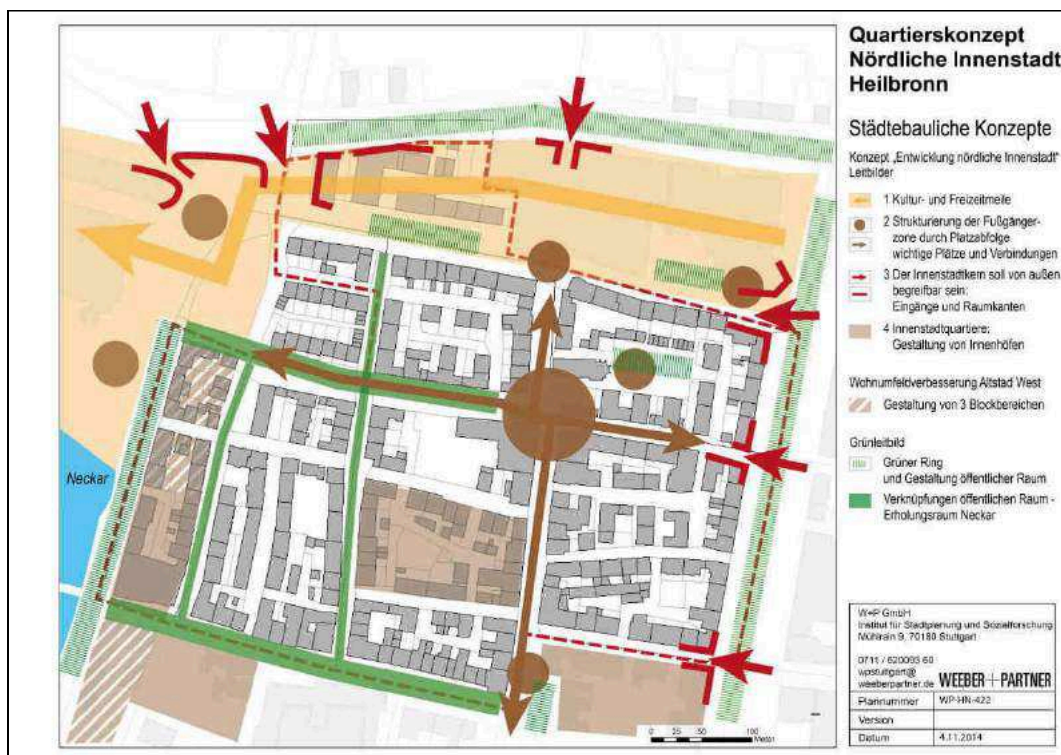 Quartierskonzept
Nördliche Innenstadt
Heilbronn
Städtebauliche Konzepte
Konzept „Entwicklung nördliche Innenstadt"
Leitbilder
1 Kultur- und Freizeitmeile
2 Strukturierung der Fußgänger-
zone durch Platzabfolge
wichtige Plätze und Verbindungen
3 Der Innenstadtkern soll von außen
begreifbar sein:
Eingänge und Raumkanten
4 Innenstadtquartiere:
Gestaltung von Innenhöfen
Wohnumfeldverbesserung Altstad West
Gestaltung von 3 Blockbereichen
Grünleitbild
Grüner Ring
und Gestaltung öffentlicher Raum
Verknüpfungen öffentlichen Raum -
Erholungsraum Neckar
Neckar
W+P GmbH
Institut für Stadtplanung und Sozialforschung
Mühlrain 9, 70180 Stuttgart
0711 / 620093 60
wpstuttgart@
weeberpartner.de
WEEBER+PARTNER
Plannummer WP-HN-422
Version
Datum 4.11.2014
0 25 50 100
Meter